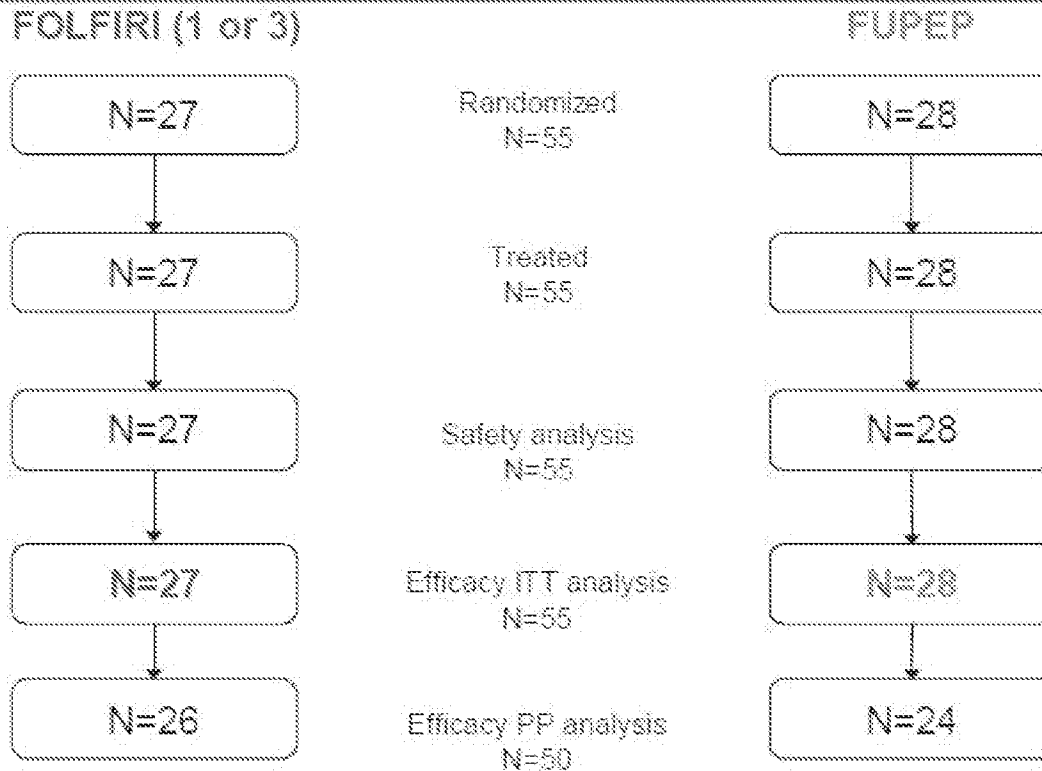 FOLFIRI (1 or 3)
FUPEP
N=27
Randomized
N=55
N=28
N=27
Treated
N=55
N=28
N=27
Safety analysis
N=55
N=28
N=27
Efficacy ITT analysis
N=55
N=28
N=26
Efficacy PP analysis
N=50
N=24